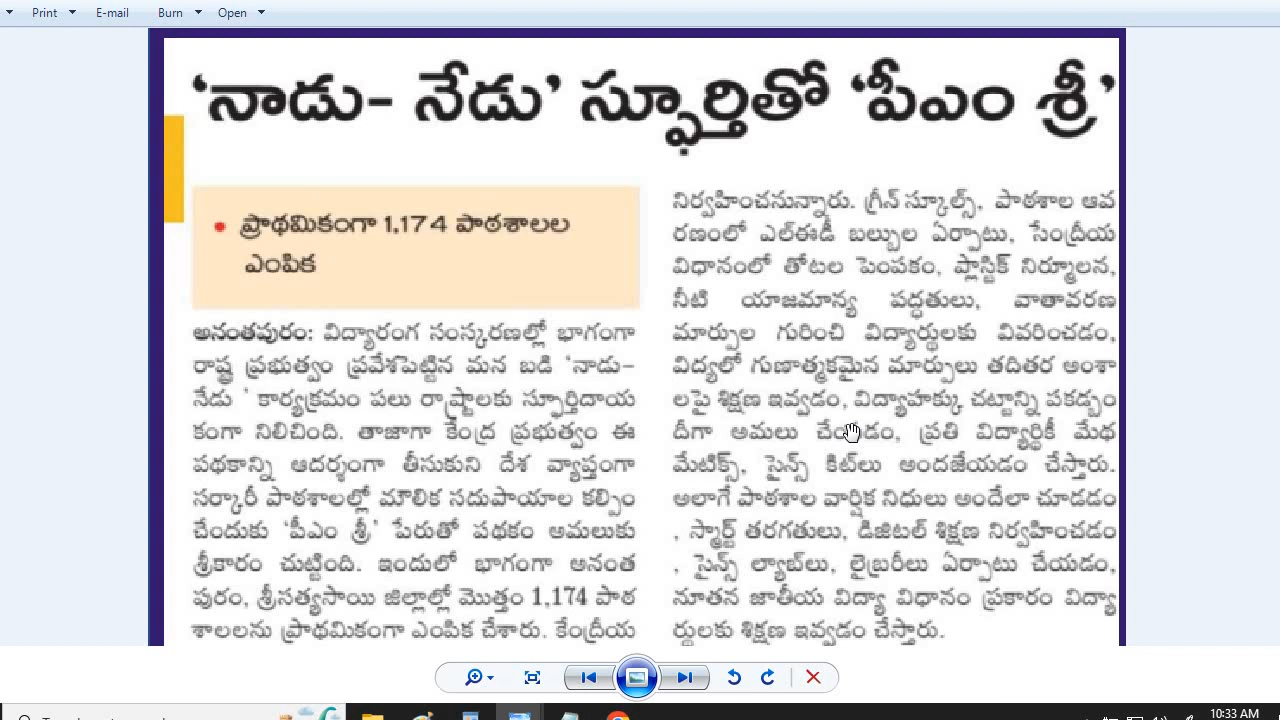 Print
E-mail
Burn
Open
‘నాడు- నేడు’ స్ఫూర్తితో ‘పీఎం శ్రీ’
ప్రాథమికంగా 1,174 పాఠశాలల
ఎంపిక
అనంతపురం: విద్యారంగ సంస్కరణల్లో భాగంగా
రాష్ట్ర ప్రభుత్వం ప్రవేశపెట్టిన మన బడి ‘నాడు-
నేడు ’ కార్యక్రమం పలు రాష్ట్రాలకు స్ఫూర్తిదాయ
కంగా నిలిచింది. తాజాగా కేంద్ర ప్రభుత్వం ఈ
పథకాన్ని ఆదర్శంగా తీసుకుని దేశ వ్యాప్తంగా
సర్కారీ పాఠశాలల్లో మౌలిక సదుపాయాల కల్పిం
చేందుకు ‘పీఎం శ్రీ’ పేరుతో పథకం అమలుకు
శ్రీకారం చుట్టింది. ఇందులో భాగంగా అనంత
పురం, శ్రీసత్యసాయి జిల్లాల్లో మొత్తం 1,174 పాఠ
శాలలను ప్రాథమికంగా ఎంపిక చేశారు. కేంద్రీయ
నిర్వహించనున్నారు. గ్రీన్ స్కూల్స్, పాఠశాల ఆవ
రణంలో ఎల్ఈడీ బల్బుల ఏర్పాటు, సేంద్రీయ
విధానంలో తోటల పెంపకం, ప్లాస్టిక్ నిర్మూలన,
నీటి యాజమాన్య పద్ధతులు, వాతావరణ
మార్పుల గురించి విద్యార్థులకు వివరించడం,
విద్యలో గుణాత్మకమైన మార్పులు తదితర అంశా
లపై శిక్షణ ఇవ్వడం, విద్యాహక్కు చట్టాన్ని పకడ్బం
దీగా అమలు చేయడం, ప్రతి విద్యార్థికీ మేథ
మేటిక్స్, సైన్స్ కిట్‌లు అందజేయడం చేస్తారు.
అలాగే పాఠశాల వార్షిక నిధులు అందేలా చూడడం
, స్మార్ట్ తరగతులు, డిజిటల్ శిక్షణ నిర్వహించడం
, సైన్స్ ల్యాబ్‌లు, లైబ్రరీలు ఏర్పాటు చేయడం,
నూతన జాతీయ విద్యా విధానం ప్రకారం విద్యా
ర్థులకు శిక్షణ ఇవ్వడం చేస్తారు.
10:33 AM